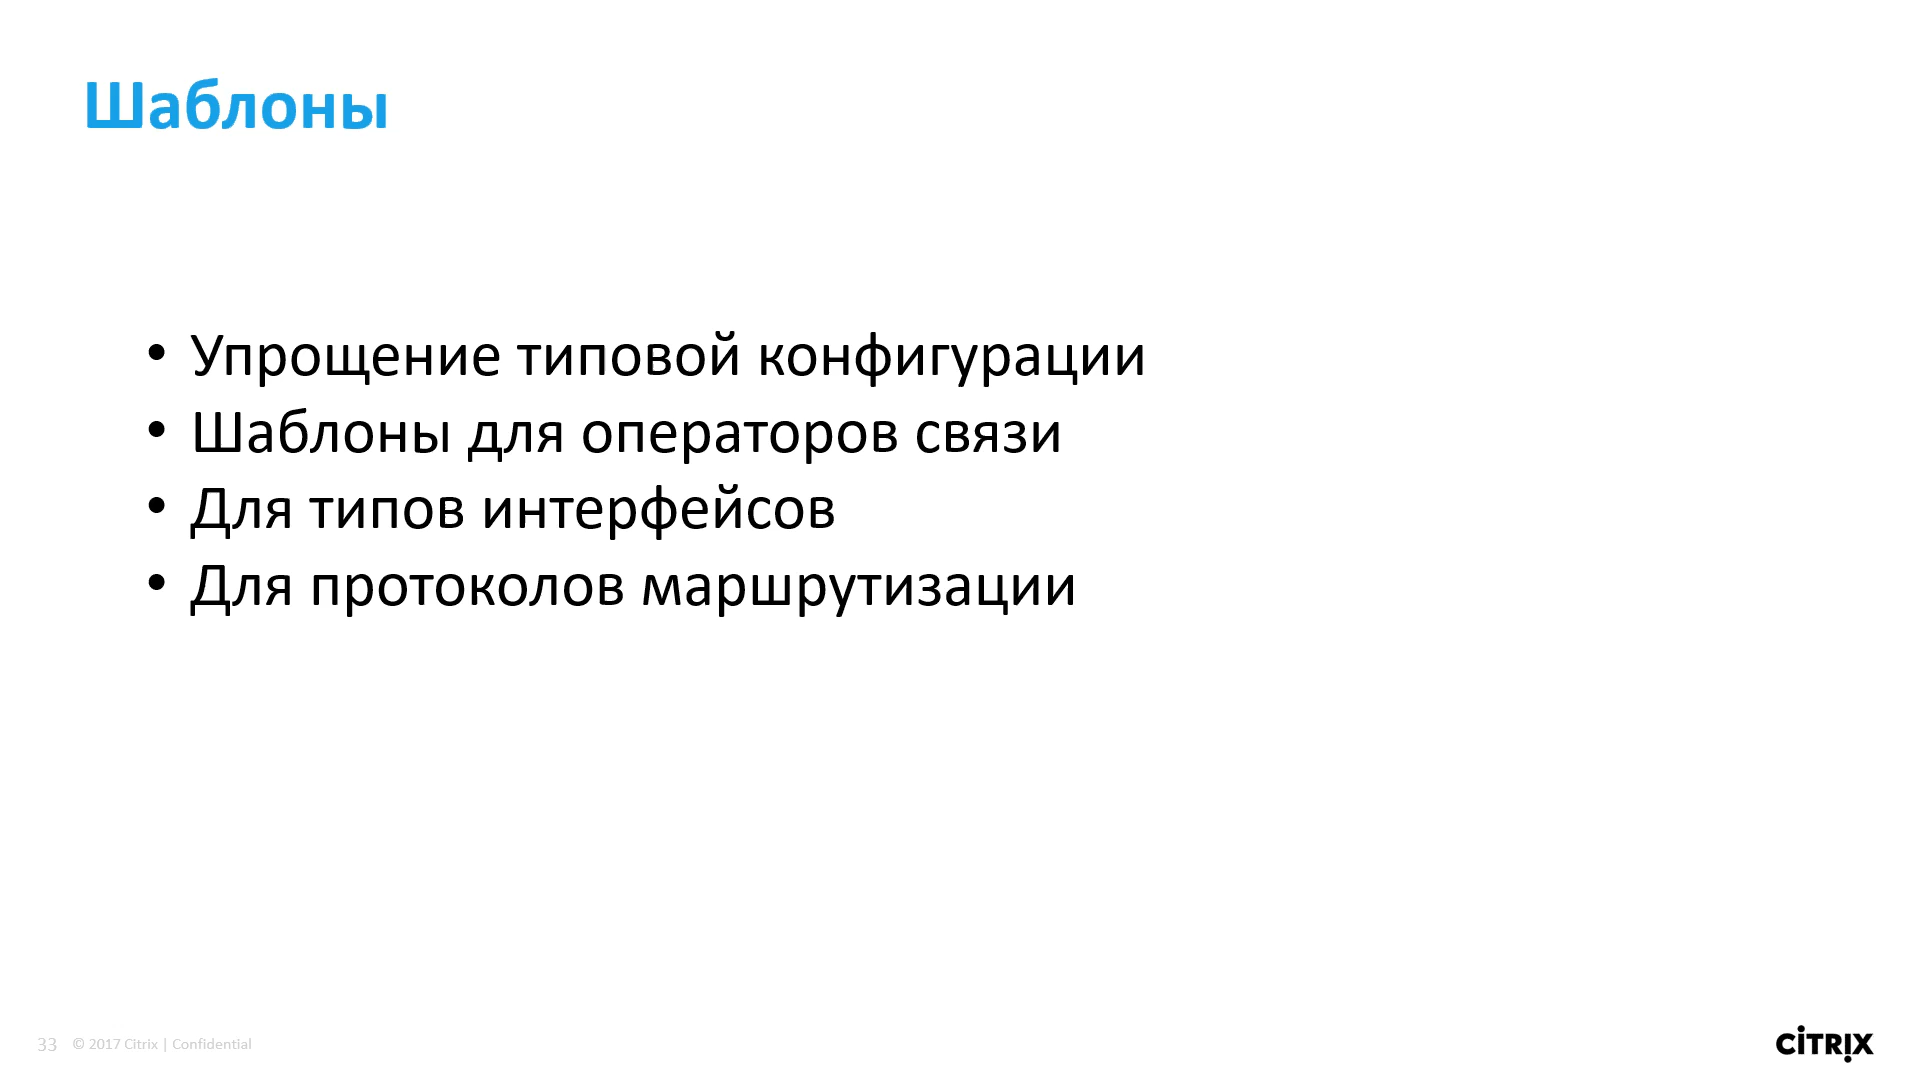 Шаблоны
• Упрощение типовой конфигурации
• Шаблоны для операторов связи
• Для типов интерфейсов
• Для протоколов маршрутизации
33 © 2017 Citrix | Confidential
CITRIX